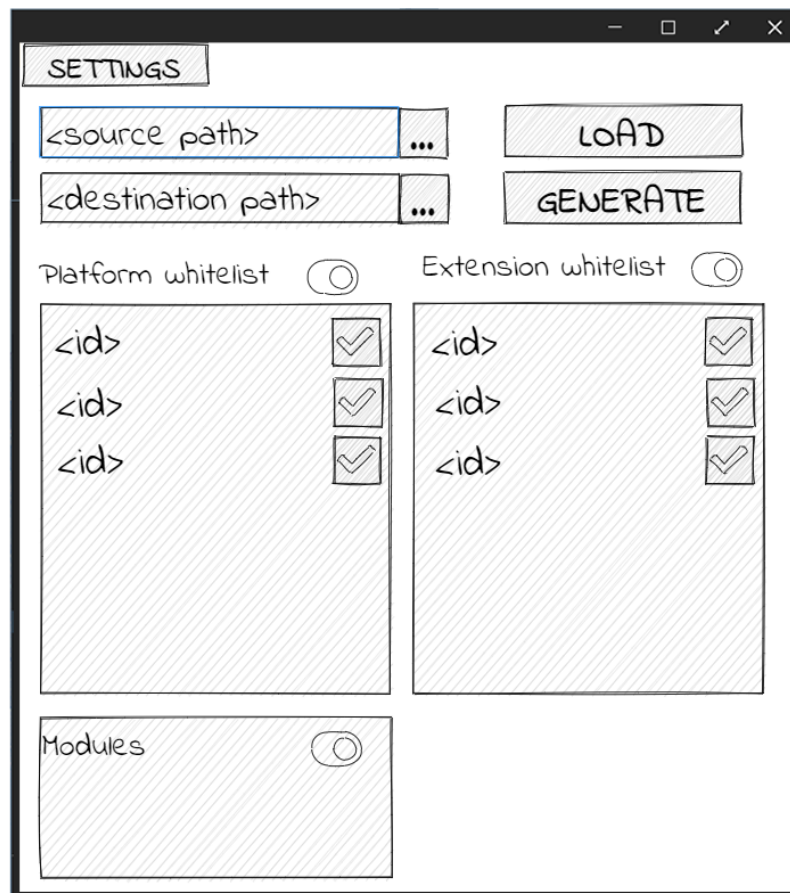 SETTINGS
<source path> ...
LOAD
<destination path> ...
GENERATE
Platform whitelist
Extension whitelist
<id>
<id>
<id>
<id>
<id>
<id>
Modules